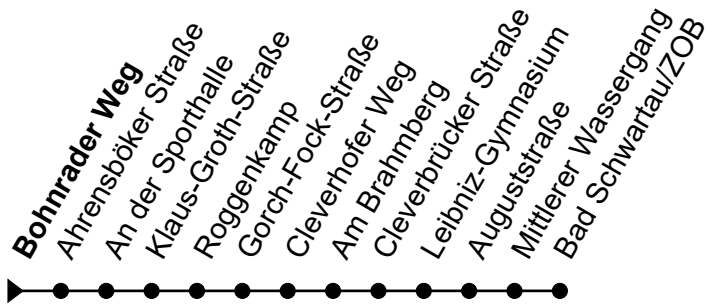 Bohnrader Weg
Ahrensböker Straße
An der Sporthalle
Klaus-Groth-Straße
Roggenkamp
Gorch-Fock-Straße
Cleverhofer Weg
Am Brahmberg
Cleverbrücker Straße
Leibniz-Gymnasium
Auguststraße
Mittlerer Wassergang
Bad Schwartau/ZOB